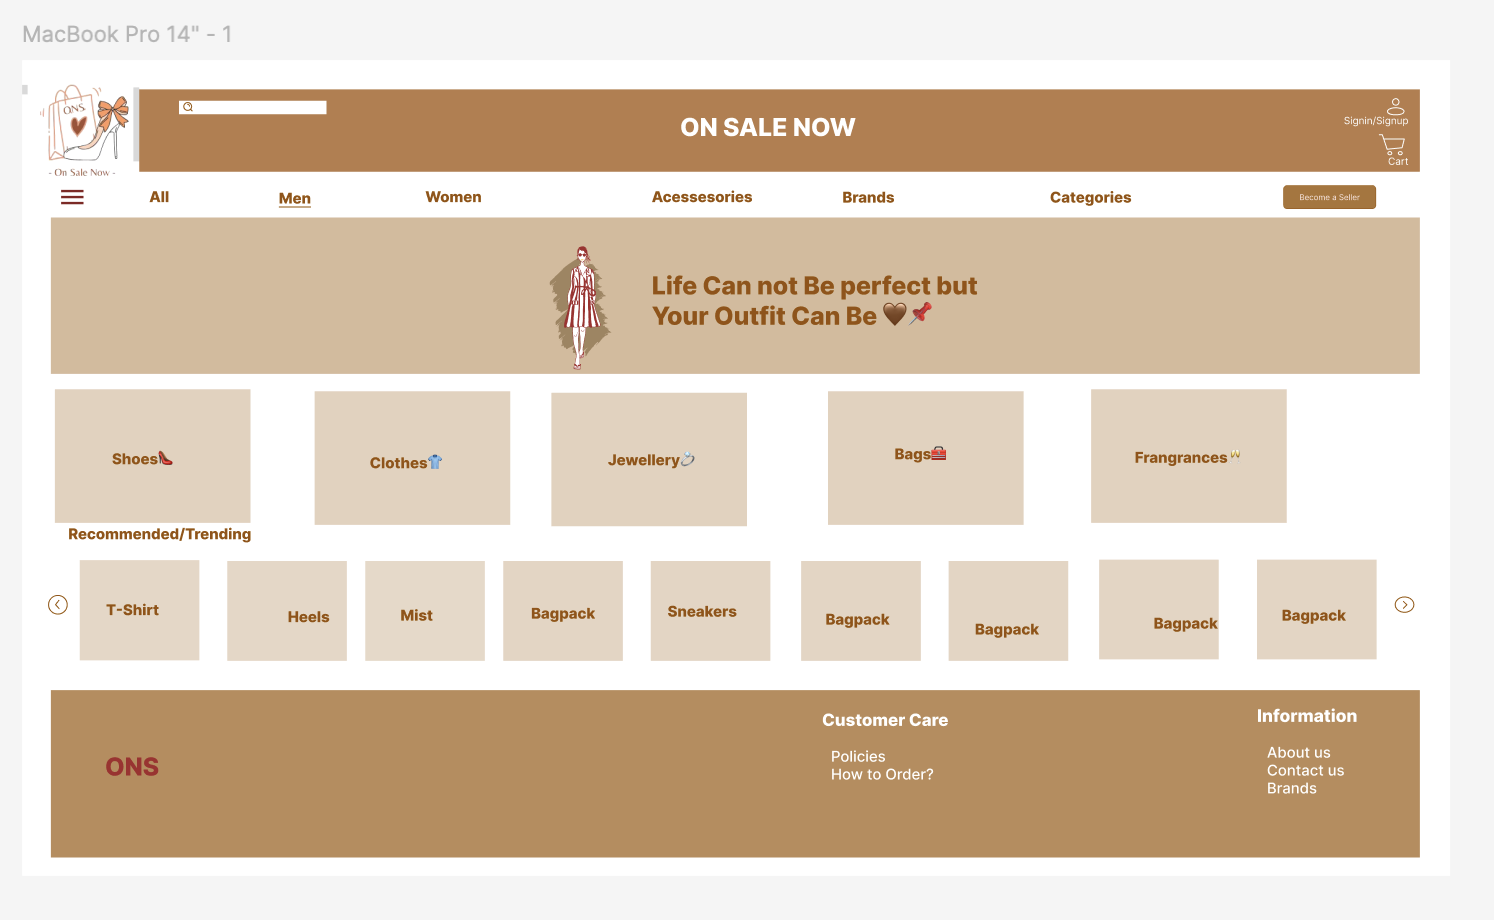 MacBook Pro 14" - 1
O.N.S.
- On Sale Now -
ON SALE NOW
Signin/Signup
Cart
All
Men
Women
Acessesories
Brands
Categories
Become a Seller
Life Can not Be perfect but
Your Outfit Can Be
Shoes
Clothes
Jewellery
Bags
Frangrances
Recommended/Trending
T-Shirt
Heels
Mist
Bagpack
Sneakers
Bagpack
Bagpack
Bagpack
Bagpack
ONS
Customer Care
Policies
How to Order?
Information
About us
Contact us
Brands